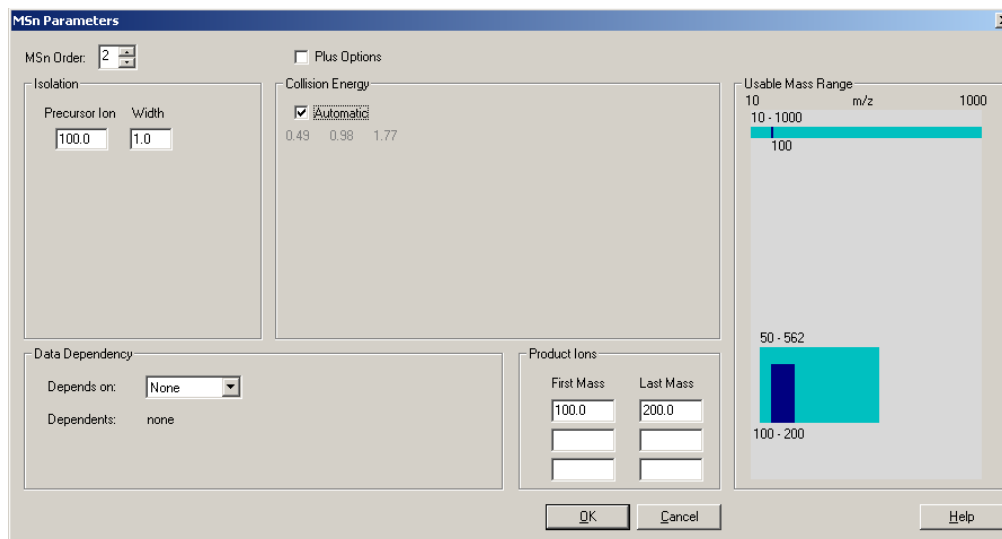 MSn Parameters
MSn Order: 2
Plus Options
Isolation
Precursor Ion Width
100.0 1.0
Collision Energy
Automatic
0.49 0.98 1.77
Usable Mass Range
10 m/z 1000
10 - 1000
100
50 - 562
100 - 200
Data Dependency
Depends on: None
Dependents: none
Product Ions
First Mass Last Mass
100.0 200.0
OK Cancel Help